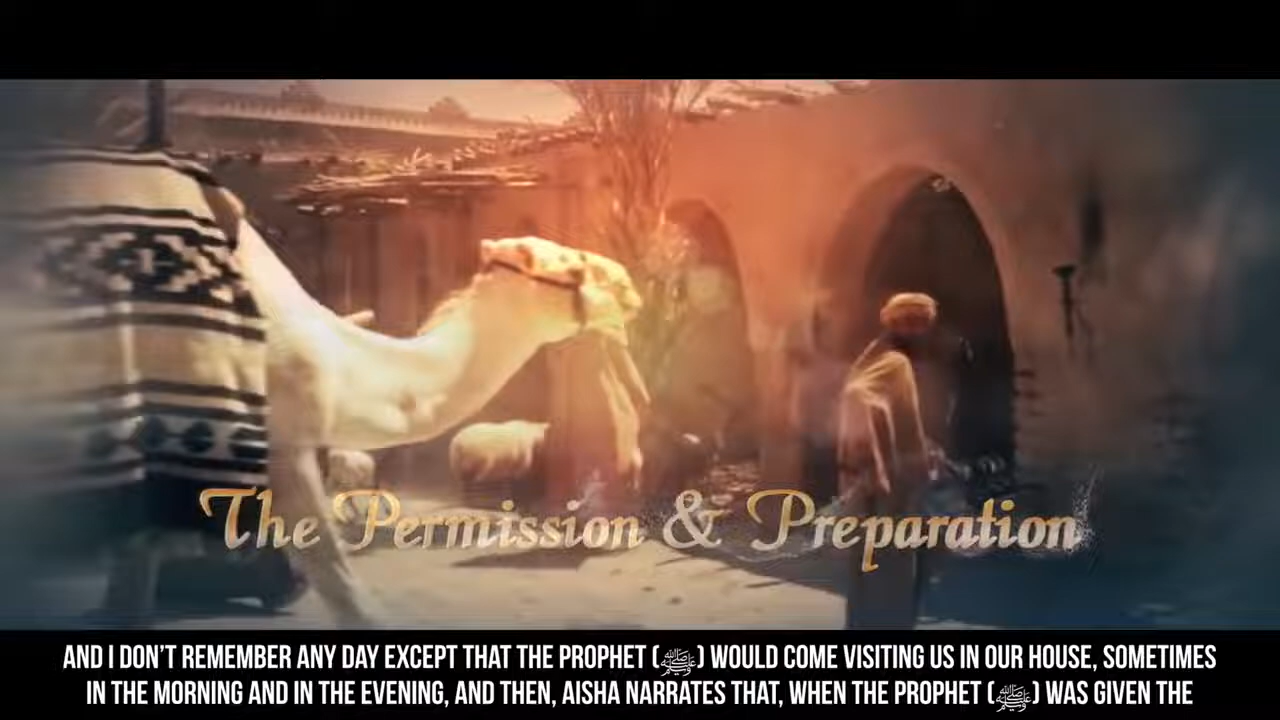 The Permission & Preparation
AND I DON'T REMEMBER ANY DAY EXCEPT THAT THE PROPHET (ﷺ) WOULD COME VISITING US IN OUR HOUSE, SOMETIMES
IN THE MORNING AND IN THE EVENING, AND THEN, AISHA NARRATES THAT, WHEN THE PROPHET (ﷺ) WAS GIVEN THE